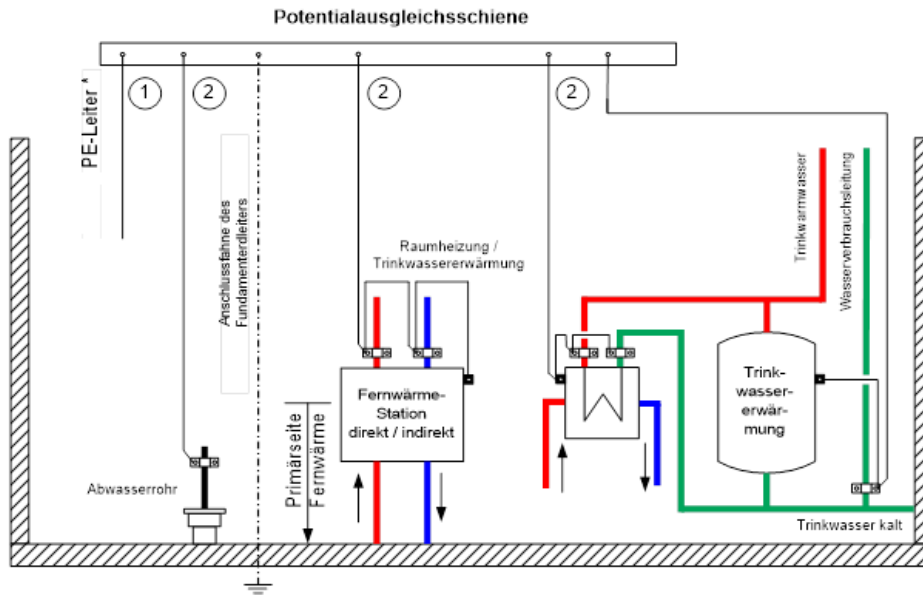 Potentialausgleichsschiene
PE-Leiter *
1
2
2
2
Anschlussfahne des
Fundamenterdleiters
Raumheizung /
Trinkwassererwärmung
Trinkwarmwasser
Wasserverbrauchsleitung
Fernwärme-
Station
direkt / indirekt
Trink-
wasser-
erwär-
mung
Primärseite
Fernwärme
Abwasserrohr
Trinkwasser kalt